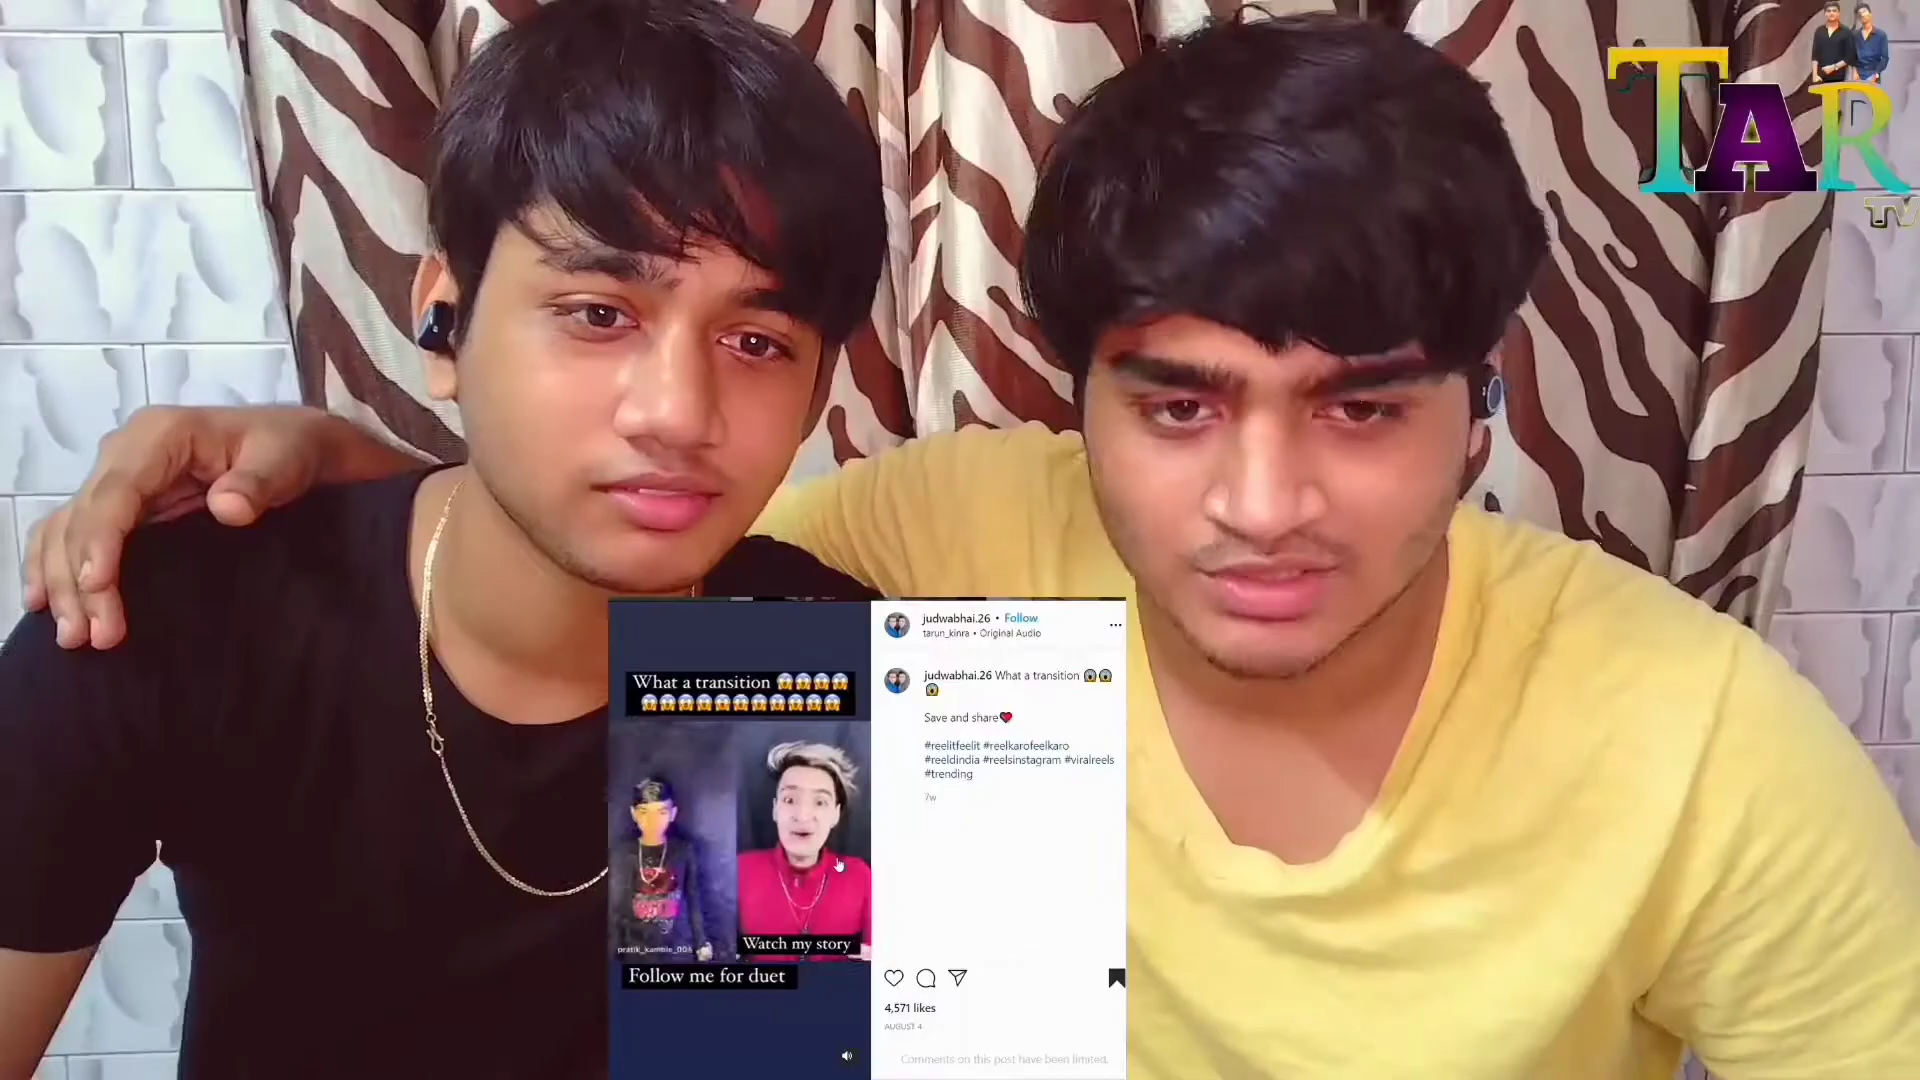 TAR
TV
judwabhai.26 • Follow
tarun_kinra • Original Audio
What a transition 😱😱😱😱
😱😱😱😱😱😱😱😱😱😱😱
judwabhai.26 What a transition 😱😱
😱
Save and share❤️
#reelitfeelit #reelkarofeelkaro
#reeldindia #reelsinstagram #viralreels
#trending
7w
pratik_kamble_005
Watch my story
Follow me for duet
4,571 likes
AUGUST 4
Comments on this post have been limited.